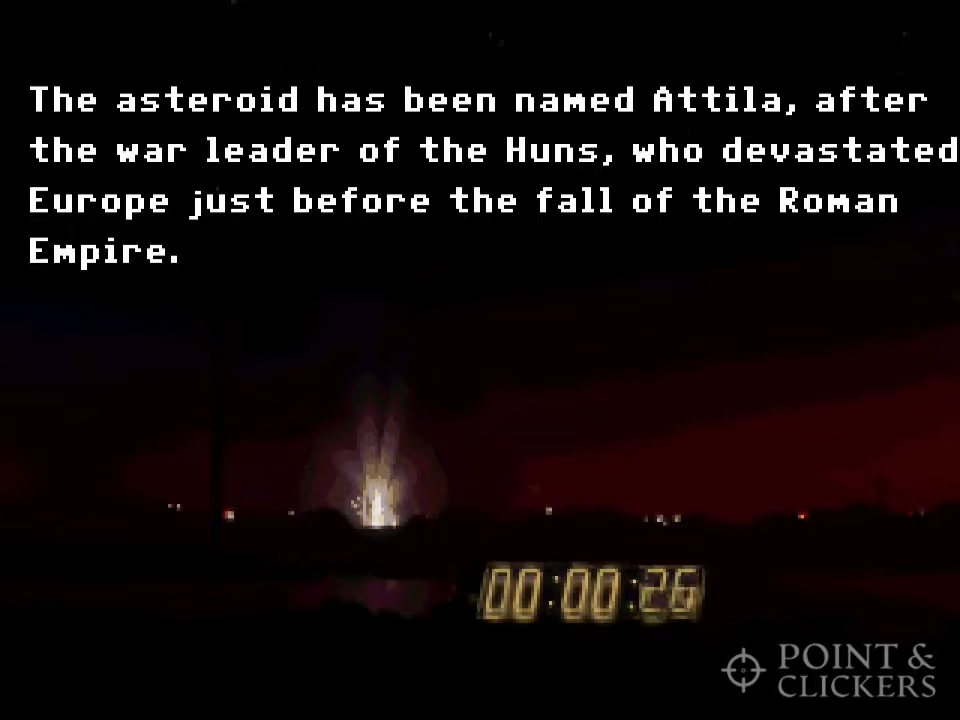 The asteroid has been named Attila, after
the war leader of the Huns, who devastated
Europe just before the fall of the Roman
Empire.
00:00:26
POINT &
CLICKERS